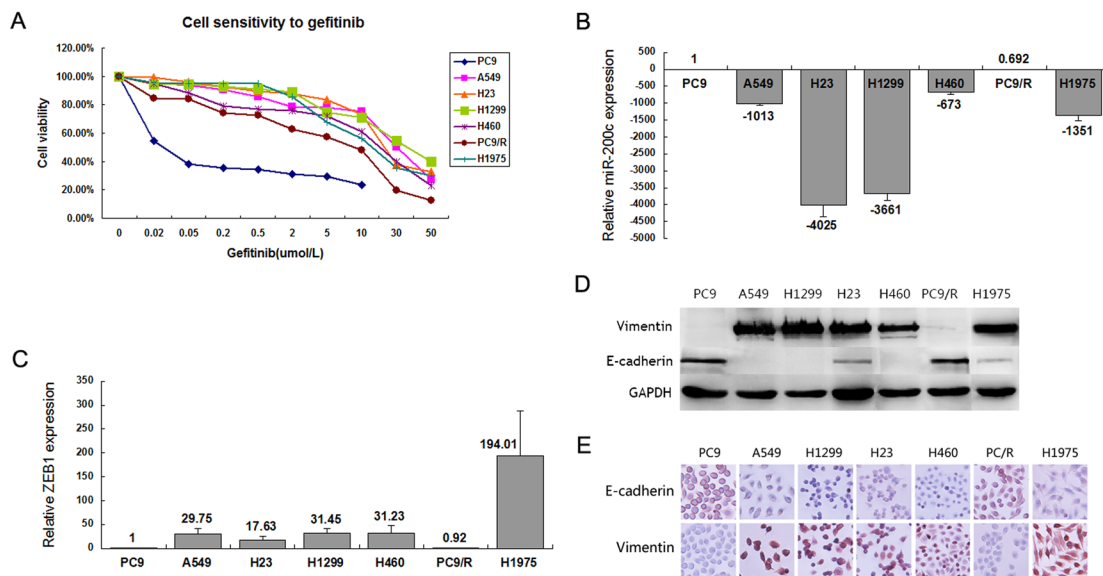 A
Cell sensitivity to gefitinib
120.00%
100.00%
80.00%
60.00%
40.00%
20.00%
0.00%
Cell viability
0 0.02 0.05 0.2 0.5 2 5 10 30 50
Gefitinib(umol/L)
PC9
A549
H23
H1299
H460
PC9/R
H1975
B
Relative miR-200c expression
500
0
-500
-1000
-1500
-2000
-2500
-3000
-3500
-4000
-4500
-5000
1 0.692
PC9 A549 H23 H1299 H460 PC9/R H1975
-1013 -4025 -3661 -673 -1351
C
Relative ZEB1 expression
350
300
250
200
150
100
50
0
1 29.75 17.63 31.45 31.23 0.92 194.01
PC9 A549 H23 H1299 H460 PC9/R H1975
D
PC9 A549 H1299 H23 H460 PC9/R H1975
Vimentin
E-cadherin
GAPDH
E
PC9 A549 H1299 H23 H460 PC/R H1975
E-cadherin
Vimentin